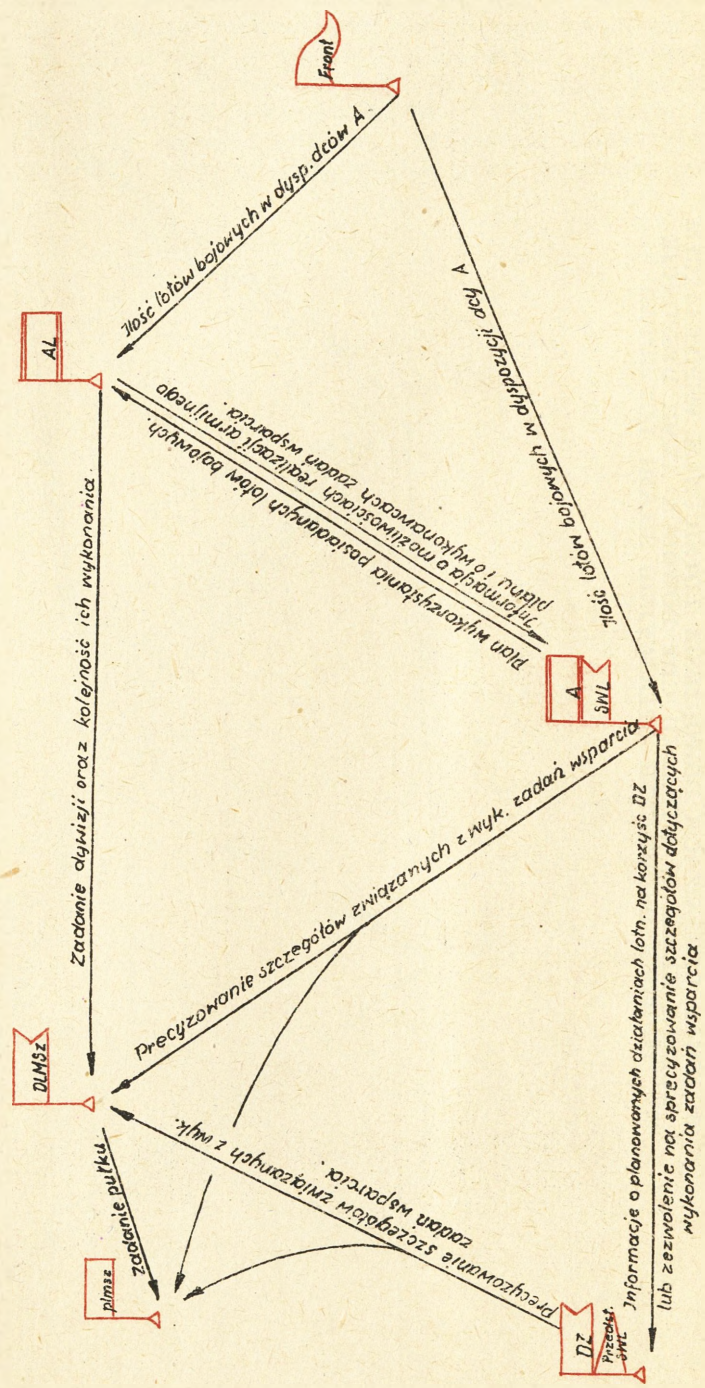 Front
Ilość lotów bojowych w dysp. dców A
AL
Ilość lotów bojowych w dyspozycji dcy A
Informacja o możliwościach realizacji armijnego
planu i o wykonawcach zadań wsparcia.
Plan wykorzystania posiadanych lotów bojowych.
A
SWL
Zadanie dywizji oraz kolejność ich wykonania.
Precyzowanie szczegółów związanych z wyk. zadań wsparcia
DLMSz
Zadanie pułku
plmsz
Precyzowanie szczegółów związanych z wyk.
zadań wsparcia.
Informacje o planowanych działaniach lotn. na korzyść DZ
lub zezwolenie na sprecyzowanie szczegółów dotyczących
wykonania zadań wsparcia
DZ
Przedst.
SWL